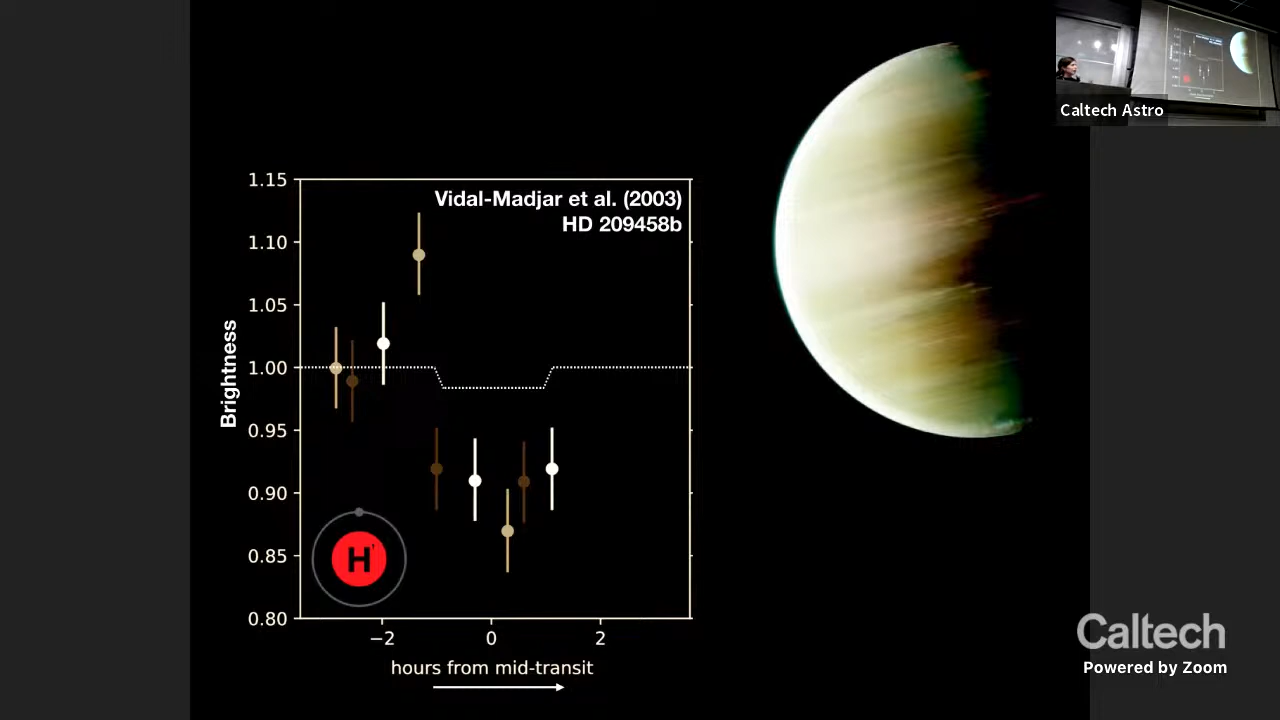 Vidal-Madjar et al. (2003)
HD 209458b
Brightness
1.15
1.10
1.05
1.00
0.95
0.90
0.85
0.80
H
−2 0 2
hours from mid-transit
Caltech Astro
Caltech
Powered by Zoom